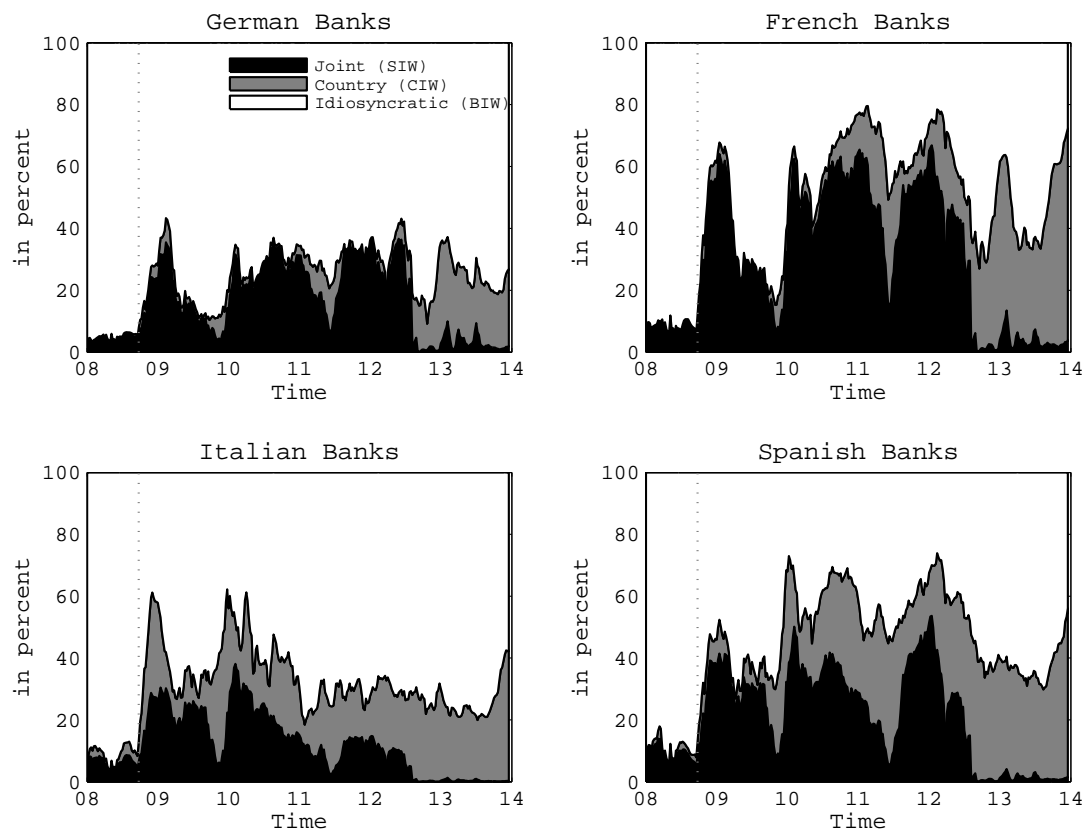 German Banks
100
80
60
40
20
0
in percent
Joint (SIW)
Country (CIW)
Idiosyncratic (BIW)
08 09 10 11 12 13 14
Time
French Banks
100
80
60
40
20
0
in percent
08 09 10 11 12 13 14
Time
Italian Banks
100
80
60
40
20
0
in percent
08 09 10 11 12 13 14
Time
Spanish Banks
100
80
60
40
20
0
in percent
08 09 10 11 12 13 14
Time